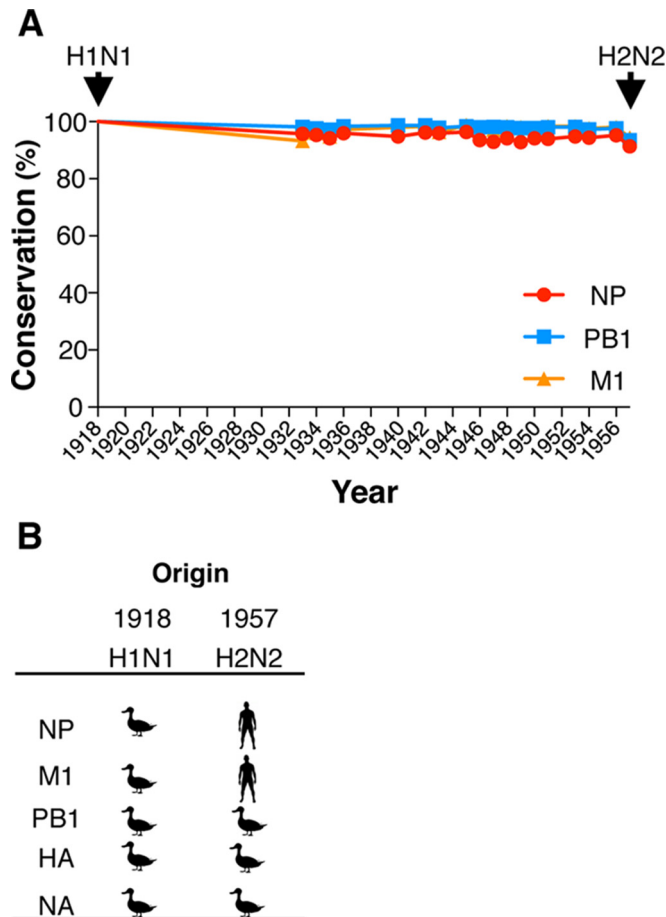 A
H1N1 H2N2
100
80
60
40
20
0
Conservation (%)
NP
PB1
M1
1918 1920 1922 1924 1926 1928 1930 1932 1934 1936 1938 1940 1942 1944 1946 1948 1950 1952 1954 1956
Year
B
Origin
1918 1957
H1N1 H2N2
NP
M1
PB1
HA
NA